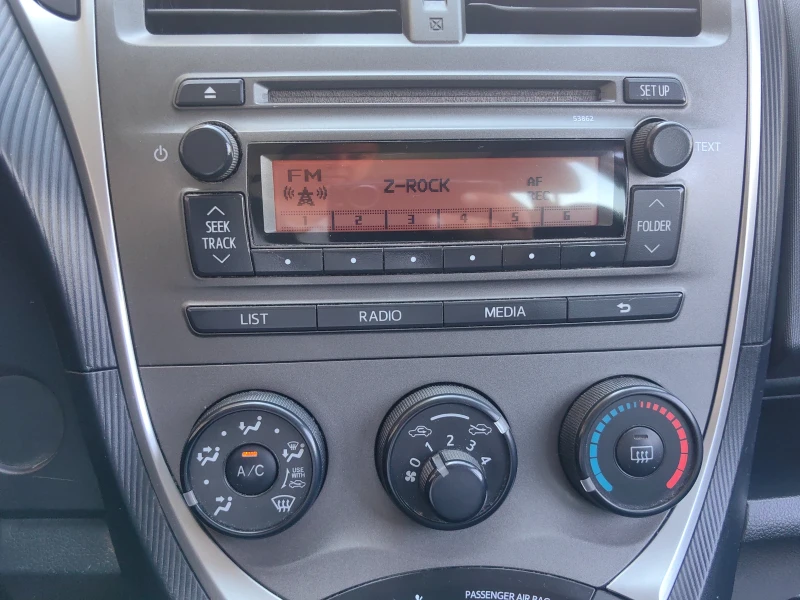 SET UP
53862
TEXT
FM
Z-ROCK
AF
REC
1 2 3 4 5 6
SEEK
TRACK
FOLDER
LIST RADIO MEDIA
A/C
USE
WITH
0 1 2 3 4
PASSENGER AIR BAG